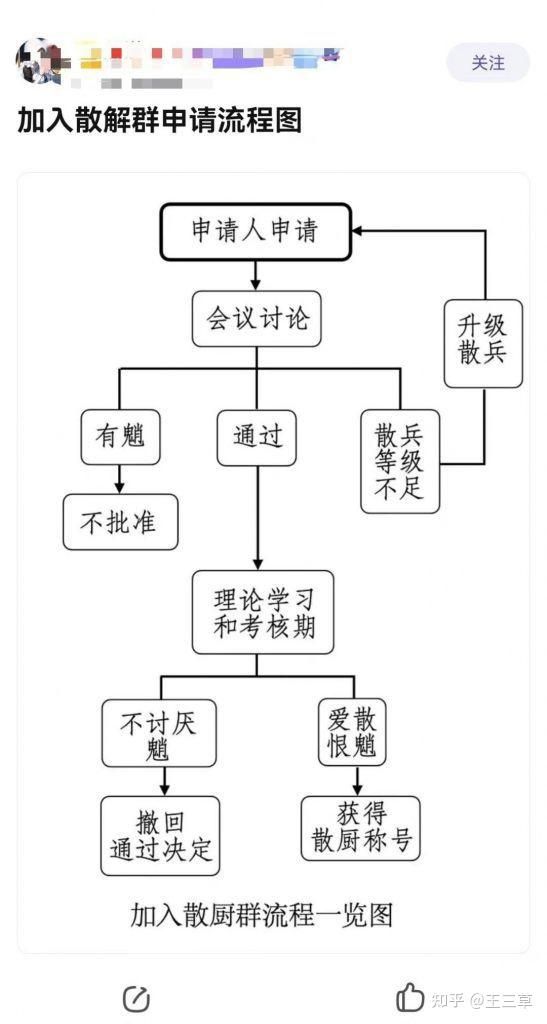 关注
加入散解群申请流程图
申请人申请
会议讨论
升级
散兵
有魈
通过
散兵
等级
不足
不批准
理论学习
和考核期
不讨厌
魈
爱散
恨魈
撤回
通过决定
获得
散厨称号
加入散厨群流程一览图
知乎 @王三草